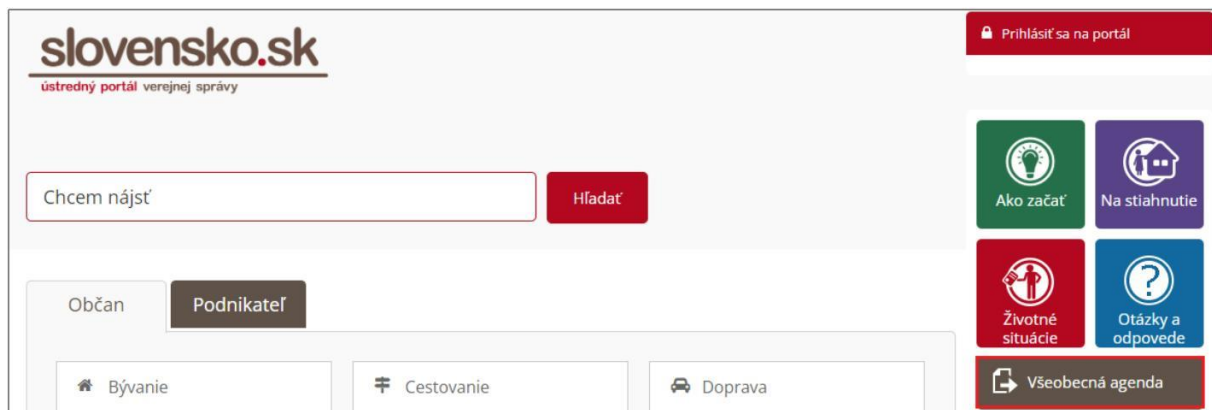 slovensko.sk
ústredný portál verejnej správy
Prihlásiť sa na portál
Chcem nájsť
Hľadať
Ako začať
Na stiahnutie
Životné
situácie
Otázky a
odpovede
Všeobecná agenda
Občan
Podnikateľ
Bývanie
Cestovanie
Doprava